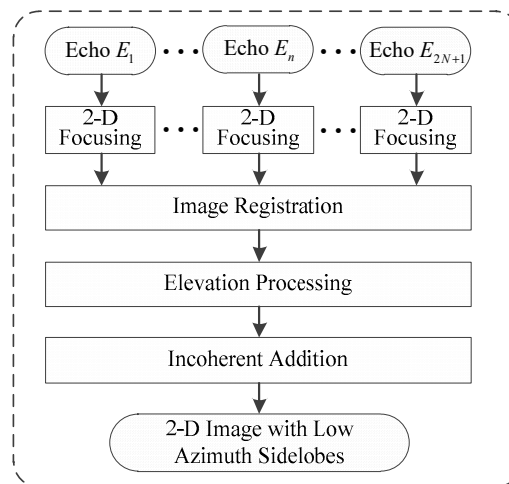 Echo E₁ ••• Echo Eₙ ••• Echo E₂N₊₁
2-D Focusing ••• 2-D Focusing ••• 2-D Focusing
Image Registration
Elevation Processing
Incoherent Addition
2-D Image with Low
Azimuth Sidelobes